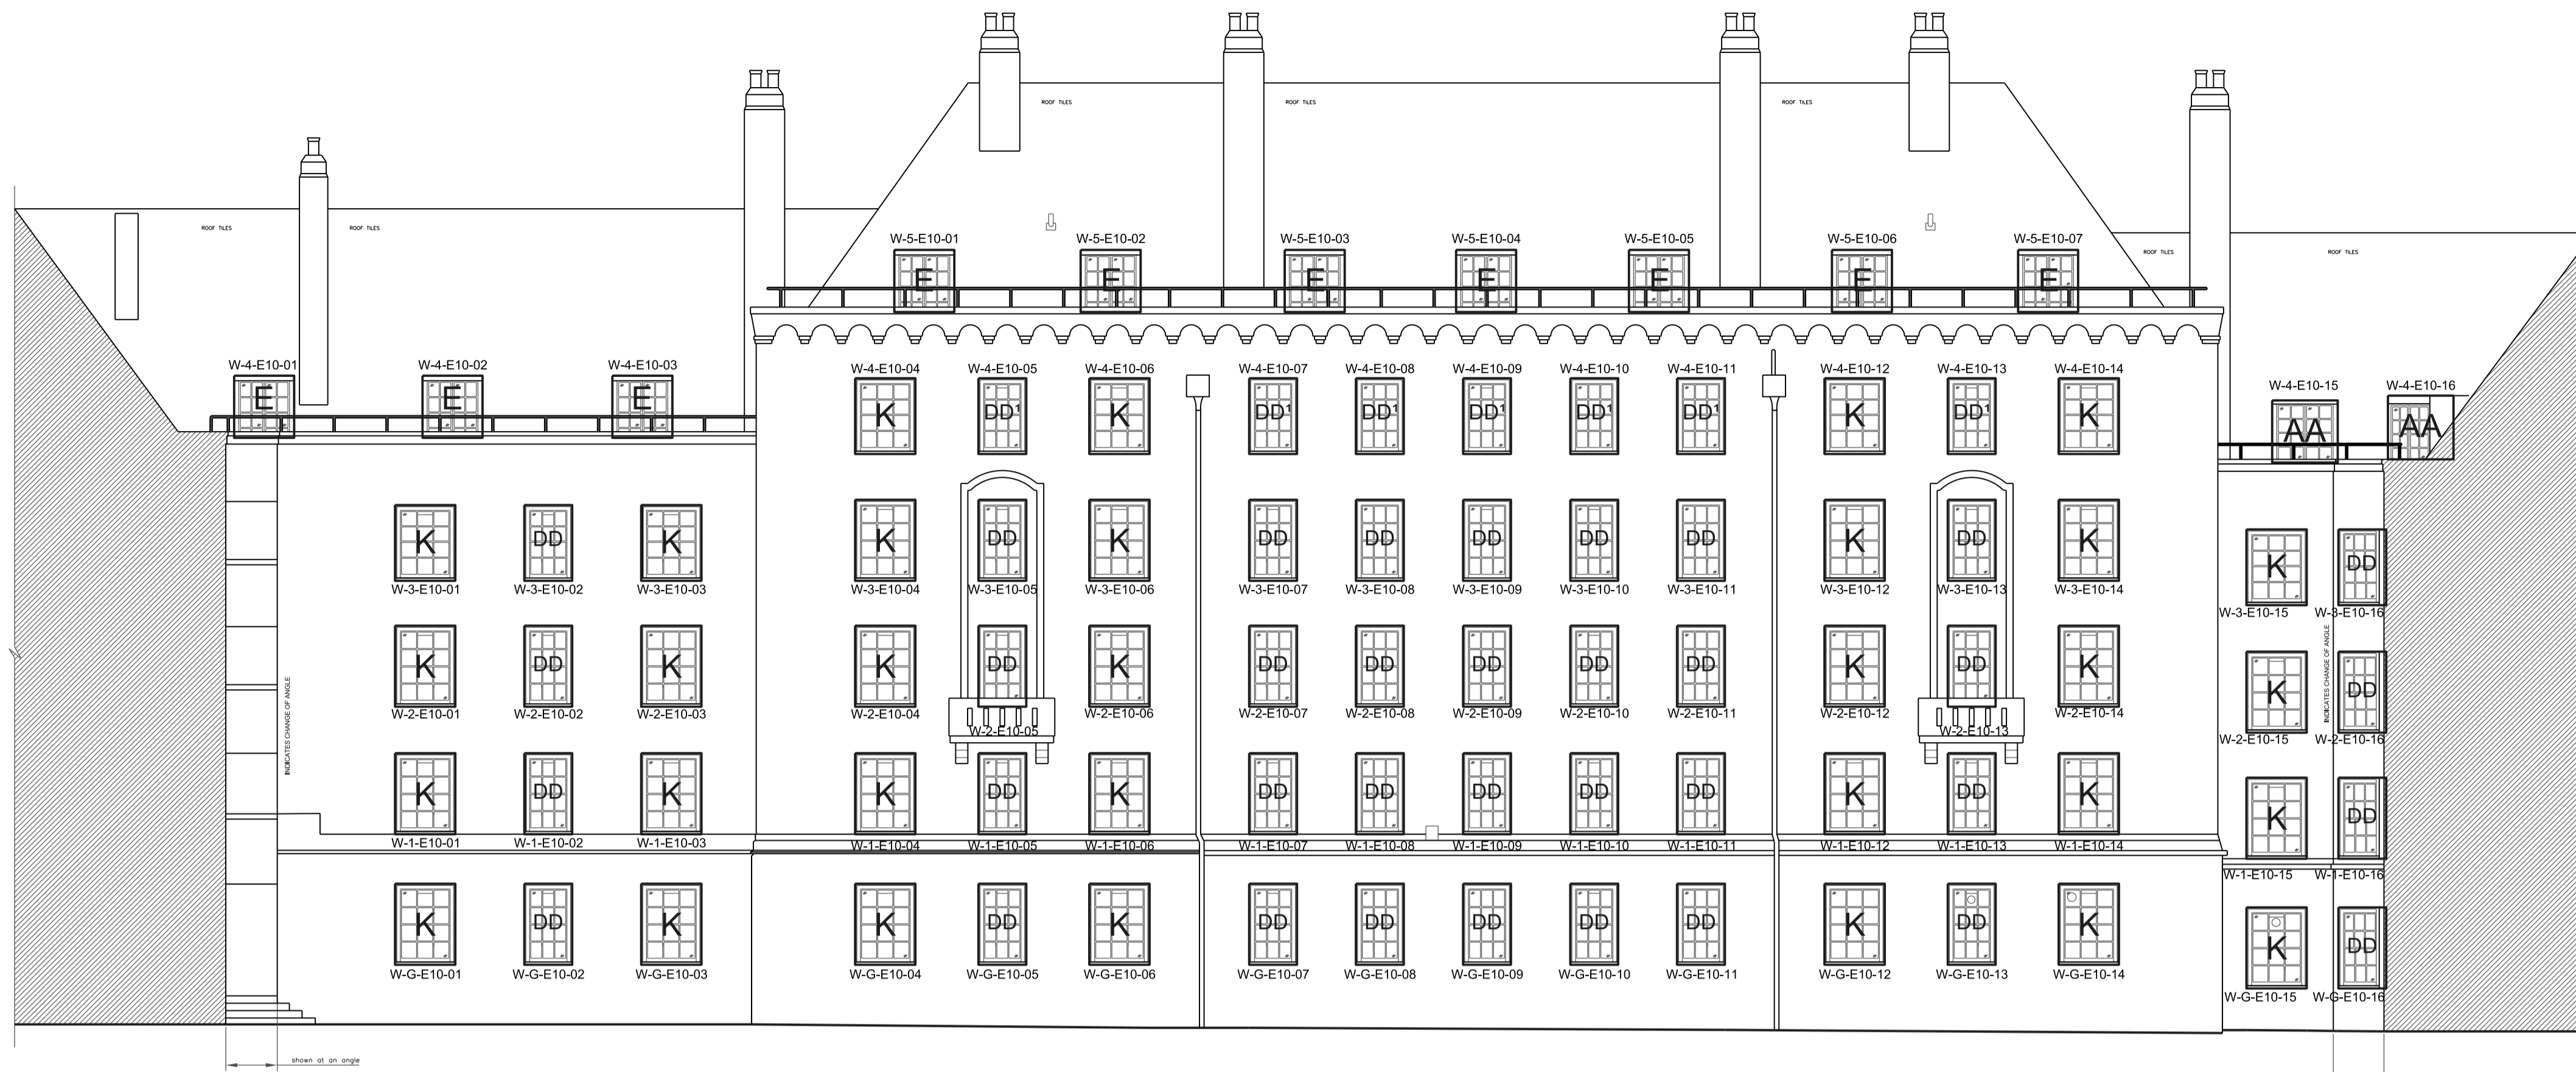 ROOF TILES ROOF TILES ROOF TILES
ROOF TILES ROOF TILES
W-5-E10-01 W-5-E10-02 W-5-E10-03 W-5-E10-04 W-5-E10-05 W-5-E10-06 W-5-E10-07
ROOF TILES ROOF TILES
E E E E E E E
W-4-E10-01 W-4-E10-02 W-4-E10-03 W-4-E10-04 W-4-E10-05 W-4-E10-06 W-4-E10-07 W-4-E10-08 W-4-E10-09 W-4-E10-10 W-4-E10-11 W-4-E10-12 W-4-E10-13 W-4-E10-14 W-4-E10-15 W-4-E10-16
E E E K DD¹ K DD¹ DD¹ DD¹ DD¹ DD¹ K DD¹ K AA AA
K DD K K DD K DD DD DD DD DD K DD K K DD
W-3-E10-01 W-3-E10-02 W-3-E10-03 W-3-E10-04 W-3-E10-05 W-3-E10-06 W-3-E10-07 W-3-E10-08 W-3-E10-09 W-3-E10-10 W-3-E10-11 W-3-E10-12 W-3-E10-13 W-3-E10-14 W-3-E10-15 W-3-E10-16
K DD K K DD K DD DD DD DD DD K DD K K DD
W-2-E10-01 W-2-E10-02 W-2-E10-03 W-2-E10-04 W-2-E10-05 W-2-E10-06 W-2-E10-07 W-2-E10-08 W-2-E10-09 W-2-E10-10 W-2-E10-11 W-2-E10-12 W-2-E10-13 W-2-E10-14 W-2-E10-15 W-2-E10-16
INDICATES CHANGE OF ANGLE
INDICATES CHANGE OF ANGLE
K DD K K DD K DD DD DD DD DD K DD K K DD
W-1-E10-01 W-1-E10-02 W-1-E10-03 W-1-E10-04 W-1-E10-05 W-1-E10-06 W-1-E10-07 W-1-E10-08 W-1-E10-09 W-1-E10-10 W-1-E10-11 W-1-E10-12 W-1-E10-13 W-1-E10-14 W-1-E10-15 W-1-E10-16
K DD K K DD K DD DD DD DD DD K DD K K DD
W-G-E10-01 W-G-E10-02 W-G-E10-03 W-G-E10-04 W-G-E10-05 W-G-E10-06 W-G-E10-07 W-G-E10-08 W-G-E10-09 W-G-E10-10 W-G-E10-11 W-G-E10-12 W-G-E10-13 W-G-E10-14 W-G-E10-15 W-G-E10-16
shown at an angle